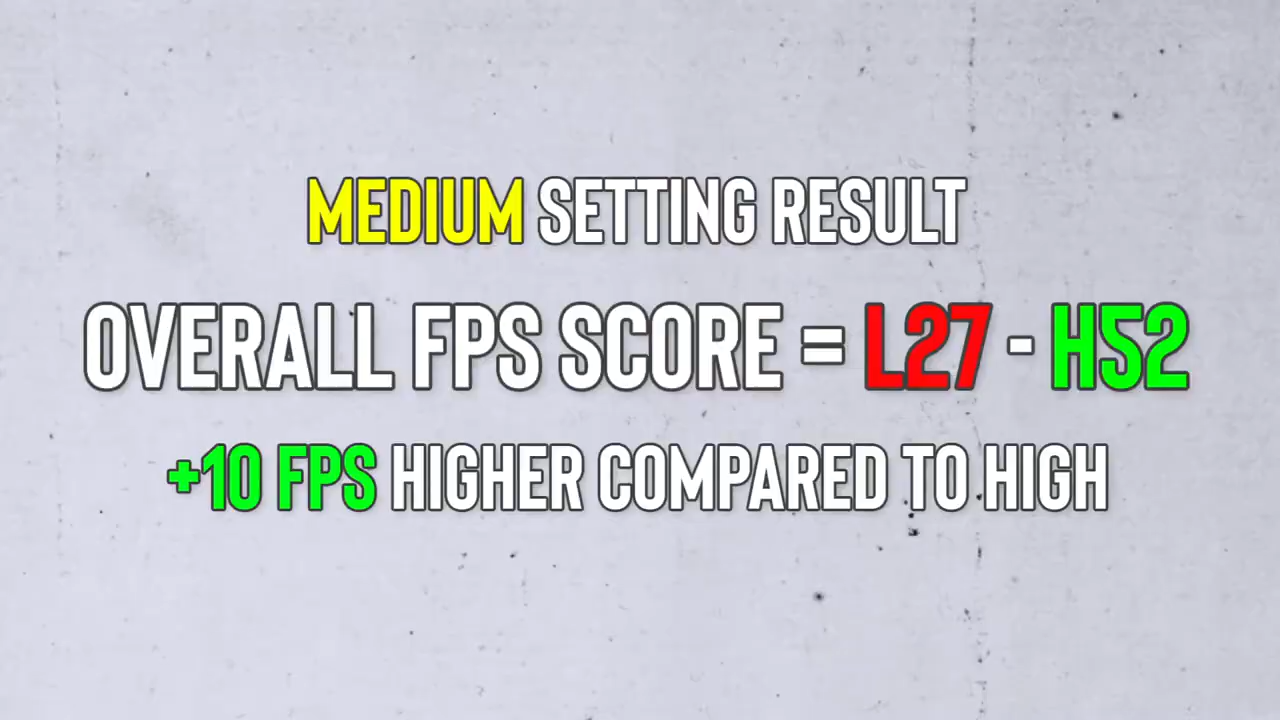 MEDIUM SETTING RESULT
OVERALL FPS SCORE = L27 - H52
+10 FPS HIGHER COMPARED TO HIGH